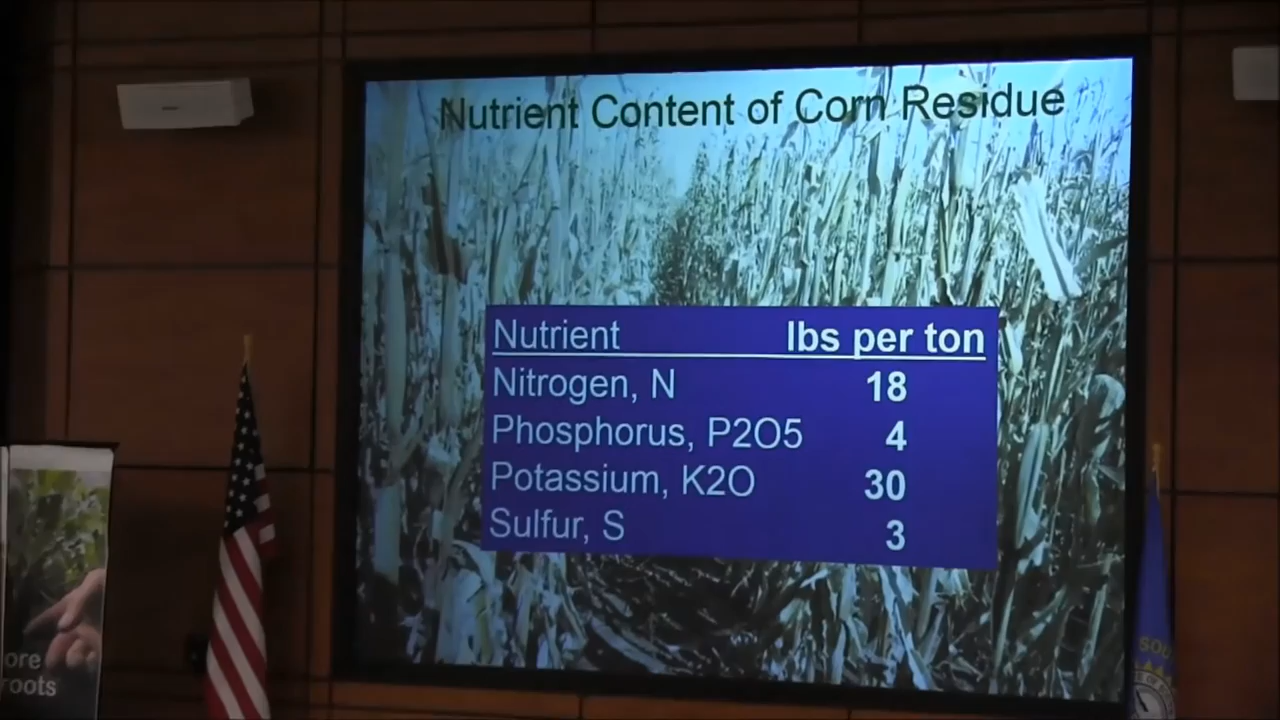 Nutrient Content of Corn Residue
Nutrient lbs per ton
Nitrogen, N 18
Phosphorus, P2O5 4
Potassium, K2O 30
Sulfur, S 3
ore
roots
SOU